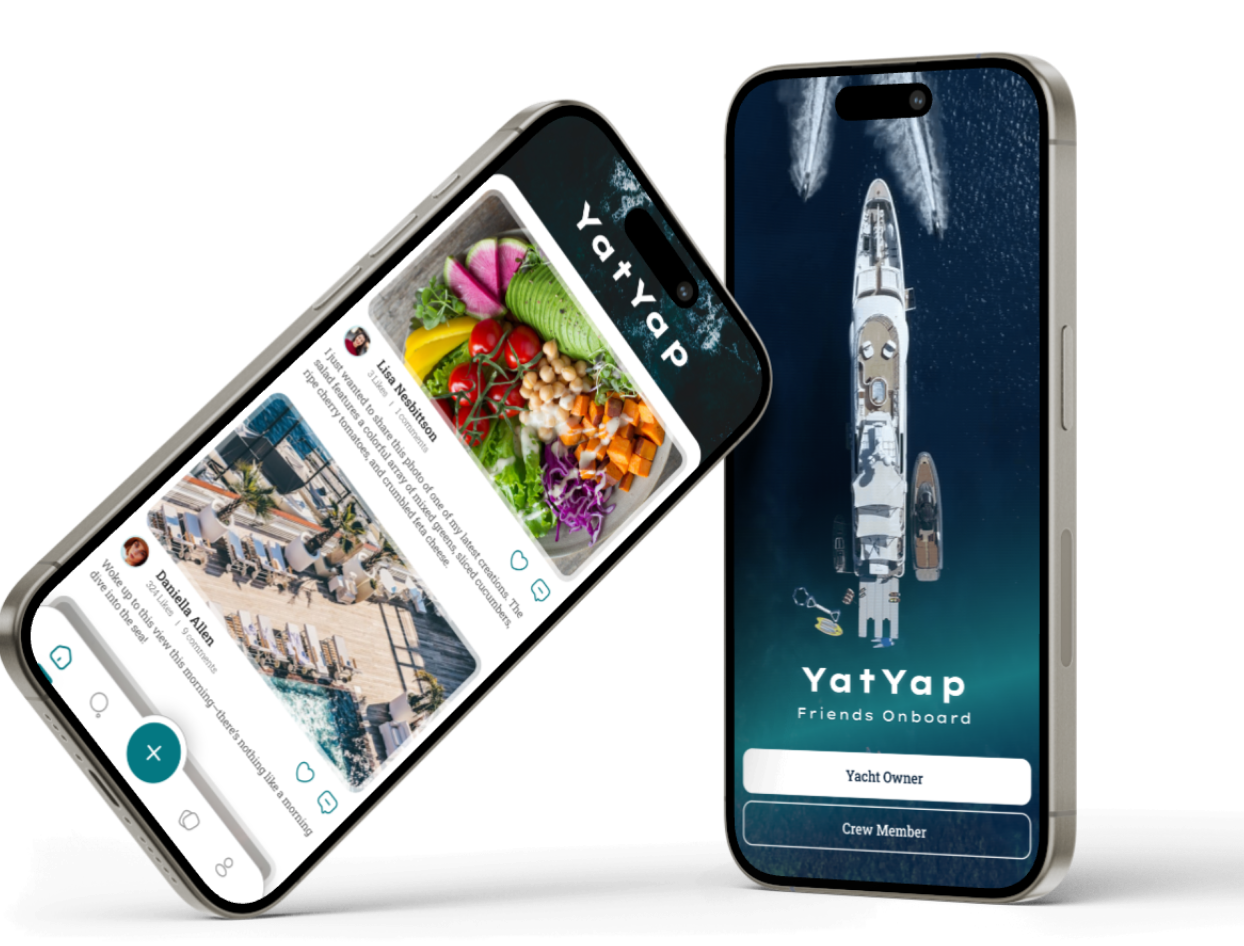 YatYap
Lisa Nesbittson
3 Likes | 1 comments
I just wanted to share this photo of one of my latest creations. The
salad features a colorful array of mixed greens, sliced cucumbers,
ripe cherry tomatoes, and crumbled feta cheese.
Daniella Allen
324 Likes | 9 comments
Woke up to this view this morning—there's nothing like a morning
dive into the sea!
YatYap
Friends Onboard
Yacht Owner
Crew Member